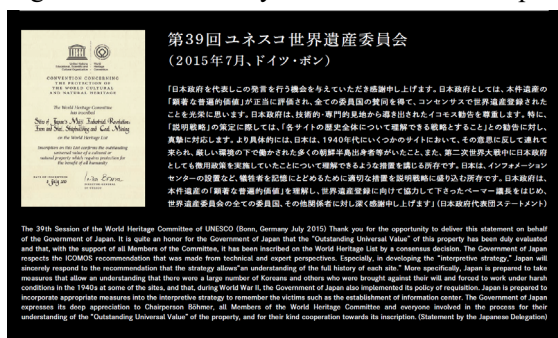 第39回 ユネスコ世界遺産委員会
（2015年7月、ドイツ・ボン）
CONVENTION CONCERNING
THE PROTECTION OF
THE WORLD CULTURAL
AND NATURAL HERITAGE
The World Heritage Committee
has inscribed
Sites of Japan's Meiji Industrial Revolution:
Iron and Steel, Shipbuilding and Coal Mining
on the World Heritage List
「日本政府を代表しこの発言を行う機会を与えていただき感謝申し上げます。日本政府としては、本件遺産の
「顕著な普遍的価値」が正当に評価され、全ての委員国の賛同を得て、コンセンサスで世界遺産登録された
ことを光栄に思います。日本政府は、技術的・専門的見地から導き出されたイコモス勧告を尊重します。特に、
「説明戦略」の策定に際しては、「各サイトの歴史全体について理解できる戦略とすること」との勧告に対し、
真摯に対応します。より具体的には、日本は、1940年代にいくつかのサイトにおいて、その意思に反して連れて
来られ、厳しい環境の下で働かされた多くの朝鮮半島出身者等がいたこと、また、第二次世界大戦中に日本政府
としても徴用政策を実施していたことについて理解できるような措置を講じる所存です。日本は、インフォメーション
センターの設置など、犠牲者を記憶にとどめるために適切な措置を説明戦略に盛り込む所存です。日本政府は、
本件遺産の「顕著な普遍的価値」を理解し、世界遺産登録に向けて協力して下さったベーマー議長をはじめ、
世界遺産委員会の全ての委員国、その他関係者に対し深く感謝申し上げます」（日本政府代表団ステートメント）
The 39th Session of the World Heritage Committee of UNESCO (Bonn, Germany July 2015) Thank you for the opportunity to deliver this statement on behalf
of the Government of Japan. It is quite an honor for the Government of Japan that the "Outstanding Universal Value" of this property has been duly evaluated
and that, with the support of all Members of the Committee, it has been inscribed on the World Heritage List by a consensus decision. The Government of Japan
respects the ICOMOS recommendation that was made from technical and expert perspectives. Especially, in developing the "interpretive strategy," Japan will
sincerely respond to the recommendation that the strategy allows"an understanding of the full history of each site." More specifically, Japan is prepared to take
measures that allow an understanding that there were a large number of Koreans and others who were brought against their will and forced to work under harsh
conditions in the 1940s at some of the sites, and that, during World War II, the Government of Japan also implemented its policy of requisition. Japan is prepared to
incorporate appropriate measures into the interpretive strategy to remember the victims such as the establishment of information center. The Government of Japan
expresses its deep appreciation to Chairperson Böhmer, all Members of the World Heritage Committee and everyone involved in the process for their
understanding of the "Outstanding Universal Value" of the property, and for their kind cooperation towards its inscription. (Statement by the Japanese Delegation)